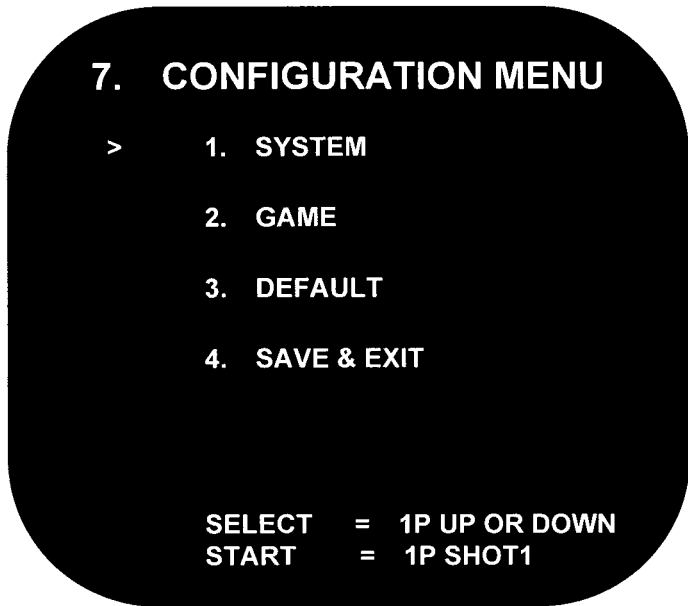 7. CONFIGURATION MENU
> 1. SYSTEM
2. GAME
3. DEFAULT
4. SAVE & EXIT
SELECT = 1P UP OR DOWN
START = 1P SHOT1